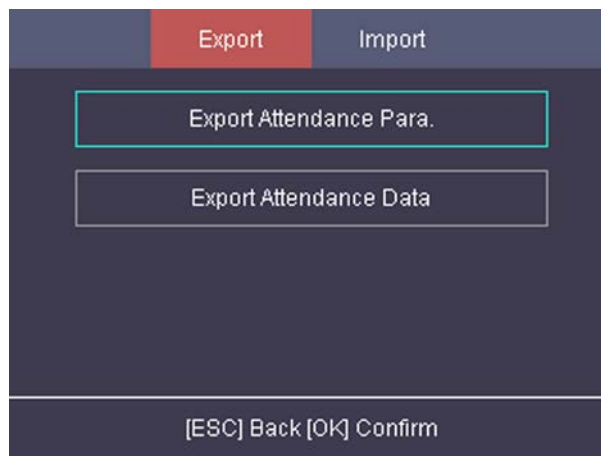 Export Import
Export Attendance Para.
Export Attendance Data
[ESC] Back [OK] Confirm